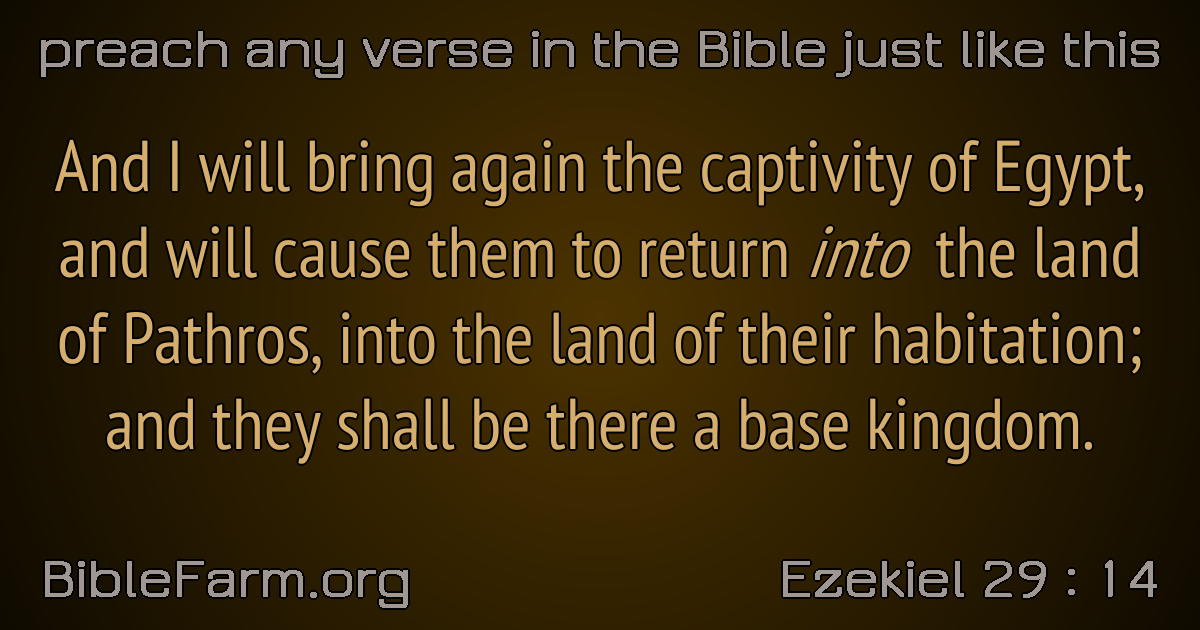 preach any verse in the Bible just like this
And I will bring again the captivity of Egypt,
and will cause them to return into the land
of Pathros, into the land of their habitation;
and they shall be there a base kingdom.
BibleFarm.org
Ezekiel 29 : 14